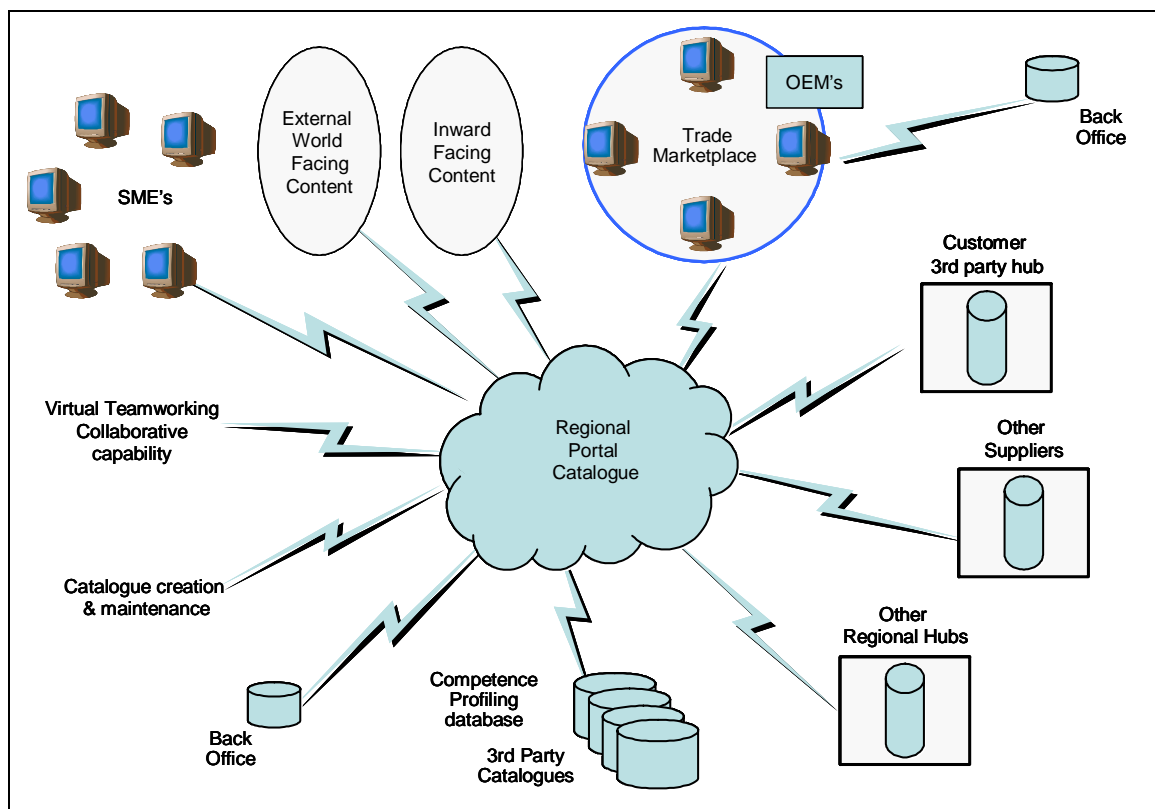 External
World
Facing
Content
Inward
Facing
Content
OEM's
Trade
Marketplace
Back
Office
SME's
Customer
3rd party hub
Regional
Portal
Catalogue
Virtual Teamworking
Collaborative
capability
Other
Suppliers
Catalogue creation
& maintenance
Other
Regional Hubs
Competence
Profiling
database
3rd Party
Catalogues
Back
Office